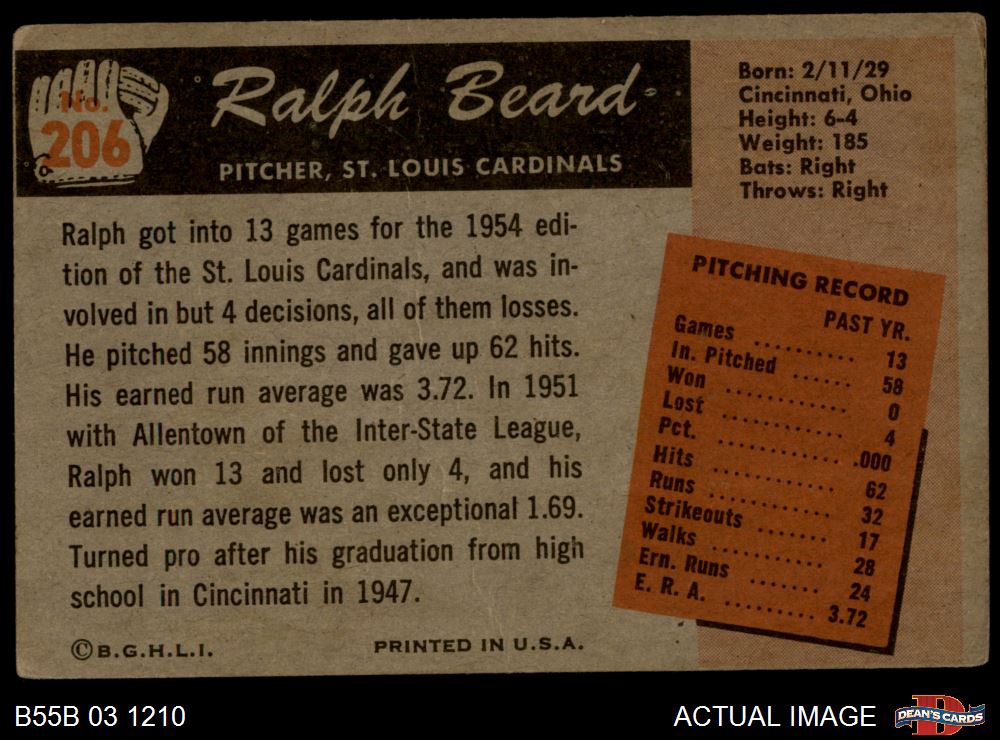 No.
206
Ralph Beard
PITCHER, ST. LOUIS CARDINALS
Born: 2/11/29
Cincinnati, Ohio
Height: 6-4
Weight: 185
Bats: Right
Throws: Right
Ralph got into 13 games for the 1954 edi-
tion of the St. Louis Cardinals, and was in-
volved in but 4 decisions, all of them losses.
He pitched 58 innings and gave up 62 hits.
His earned run average was 3.72. In 1951
with Allentown of the Inter-State League,
Ralph won 13 and lost only 4, and his
earned run average was an exceptional 1.69.
Turned pro after his graduation from high
school in Cincinnati in 1947.
©B.G.H.L.I.
PRINTED IN U.S.A.
PITCHING RECORD
PAST YR.
Games .......... 13
In. Pitched ...... 58
Won ............ 0
Lost ............ 4
Pct. ............ .000
Hits ............ 62
Runs ............ 32
Strikeouts ....... 17
Walks ........... 28
Ern. Runs ...... 24
E. R. A. ......... 3.72
B55B 03 1210
ACTUAL IMAGE
D
DEAN'S CARDS